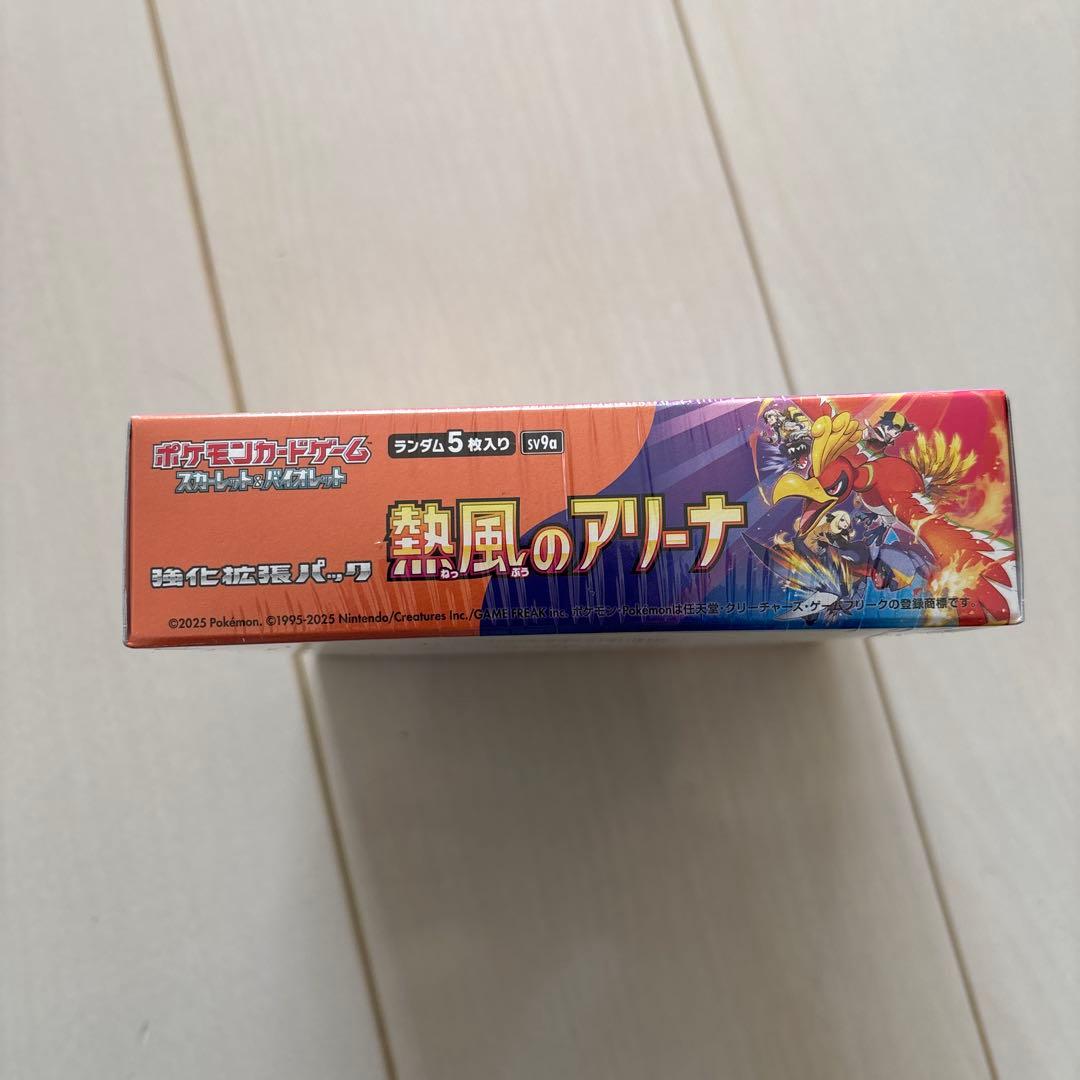 ポケモンカードゲーム
スカーレット&バイオレット
ランダム5枚入り
SV9a
強化拡張パック
熱風のアリーナ
ねっ ぷう
©2025 Pokémon. ©1995-2025 Nintendo/Creatures Inc./GAME FREAK inc. ポケモン・Pokémonは任天堂・クリーチャーズ・ゲームフリークの登録商標です。